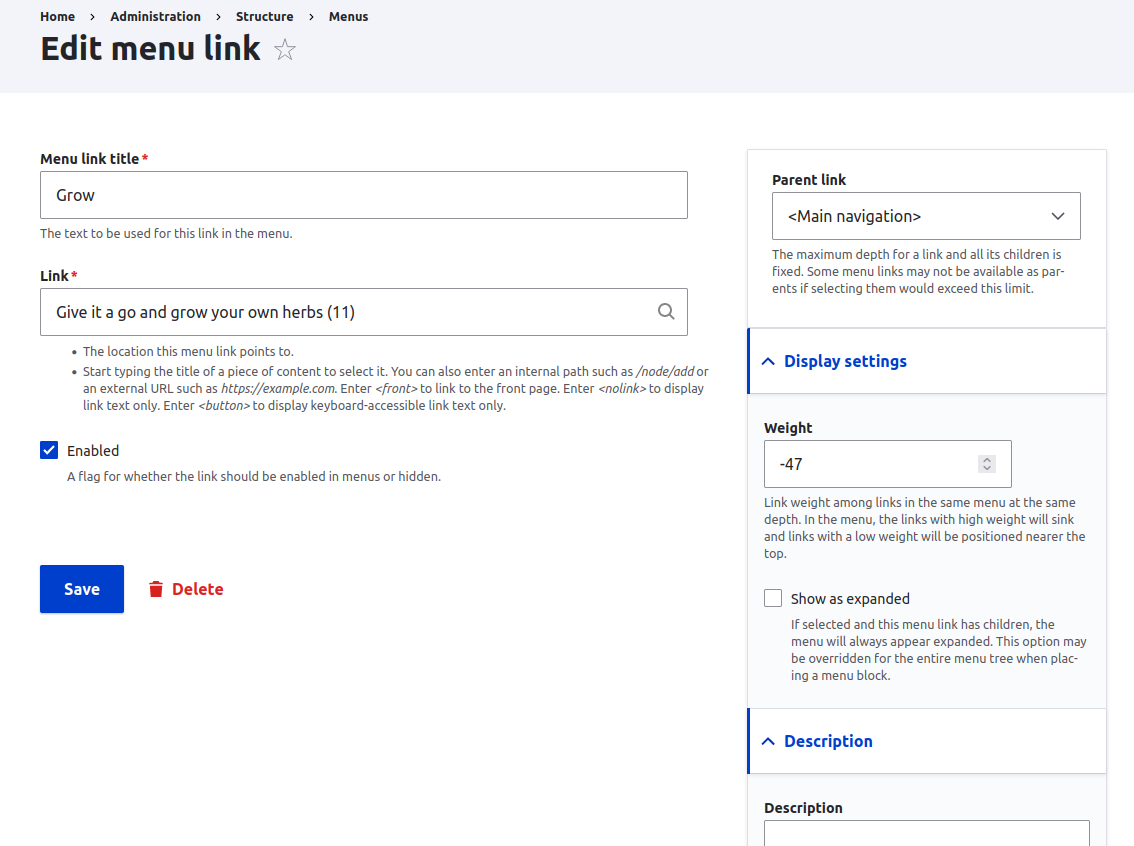 Home > Administration > Structure > Menus
Edit menu link
Menu link title*
Grow
The text to be used for this link in the menu.
Link*
Give it a go and grow your own herbs (11)
• The location this menu link points to.
• Start typing the title of a piece of content to select it. You can also enter an internal path such as /node/add or
an external URL such as https://example.com. Enter <front> to link to the front page. Enter <nolink> to display
link text only. Enter <button> to display keyboard-accessible link text only.
Enabled
A flag for whether the link should be enabled in menus or hidden.
Save
Delete
Parent link
<Main navigation>
The maximum depth for a link and all its children is
fixed. Some menu links may not be available as par-
ents if selecting them would exceed this limit.
Display settings
Weight
-47
Link weight among links in the same menu at the same
depth. In the menu, the links with high weight will sink
and links with a low weight will be positioned nearer the
top.
Show as expanded
If selected and this menu link has children, the
menu will always appear expanded. This option may
be overridden for the entire menu tree when plac-
ing a menu block.
Description
Description